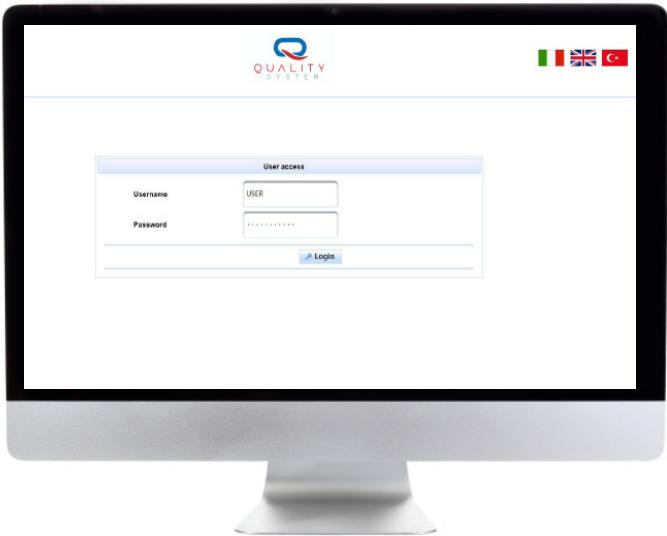 QUALITY
SYSTEM
User access
Username
USER
Password
Login